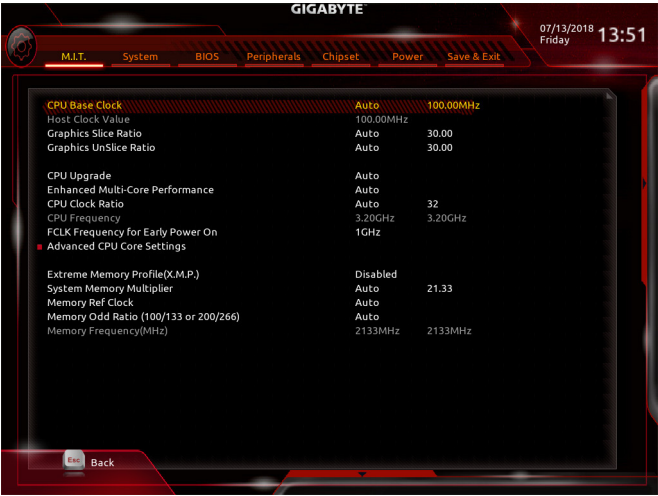 GIGABYTE
07/13/2018 13:51
Friday
M.I.T. System BIOS Peripherals Chipset Power Save & Exit
CPU Base Clock Auto 100.00MHz
Host Clock Value 100.00MHz
Graphics Slice Ratio Auto 30.00
Graphics UnSlice Ratio Auto 30.00
CPU Upgrade Auto
Enhanced Multi-Core Performance Auto
CPU Clock Ratio Auto 32
CPU Frequency 3.20GHz 3.20GHz
FCLK Frequency for Early Power On 1GHz
Advanced CPU Core Settings
Extreme Memory Profile(X.M.P.) Disabled
System Memory Multiplier Auto 21.33
Memory Ref Clock Auto
Memory Odd Ratio (100/133 or 200/266) Auto
Memory Frequency(MHz) 2133MHz 2133MHz
Esc Back